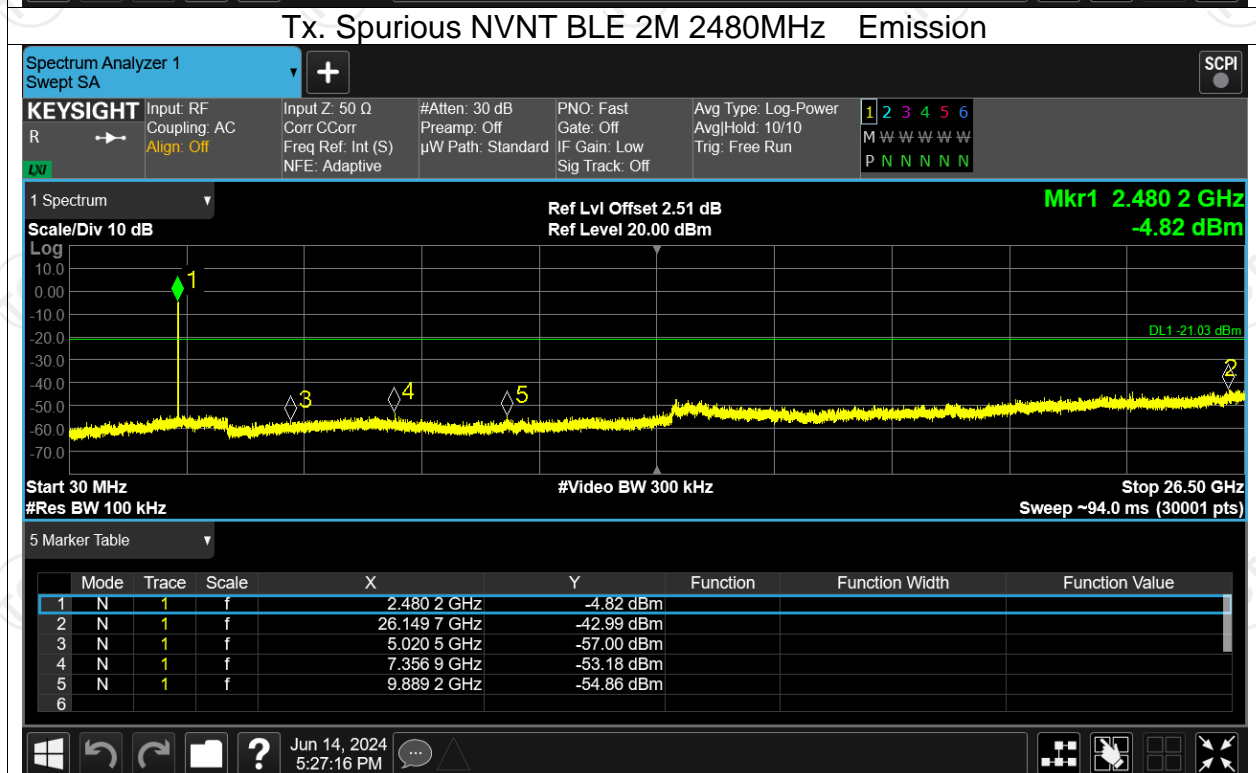 Tx. Spurious NVNT BLE 2M 2480MHz Emission
Spectrum Analyzer 1
Swept SA
+
SCPI
KEYSIGHT Input: RF Input Z: 50 Ω #Atten: 30 dB PNO: Fast Avg Type: Log-Power 1 2 3 4 5 6
R Coupling: AC Corr CCorr Preamp: Off Gate: Off Avg|Hold: 10/10 M W W W W W
Align: Off Freq Ref: Int (S) µW Path: Standard IF Gain: Low Trig: Free Run
LXI NFE: Adaptive Sig Track: Off P N N N N N
1 Spectrum
Ref Lvl Offset 2.51 dB
Mkr1 2.480 2 GHz
Scale/Div 10 dB Ref Level 20.00 dBm -4.82 dBm
Log
10.0
1
0.00
-10.0
-20.0
DL1 -21.03 dBm
-30.0
2
-40.0
3
4
5
-50.0
-60.0
-70.0
Start 30 MHz #Video BW 300 kHz Stop 26.50 GHz
#Res BW 100 kHz Sweep ~94.0 ms (30001 pts)
5 Marker Table
Mode Trace Scale X Y Function Function Width Function Value
1 N 1 f 2.480 2 GHz -4.82 dBm
2 N 1 f 26.149 7 GHz -42.99 dBm
3 N 1 f 5.020 5 GHz -57.00 dBm
4 N 1 f 7.356 9 GHz -53.18 dBm
5 N 1 f 9.889 2 GHz -54.86 dBm
6
?
Jun 14, 2024
5:27:16 PM